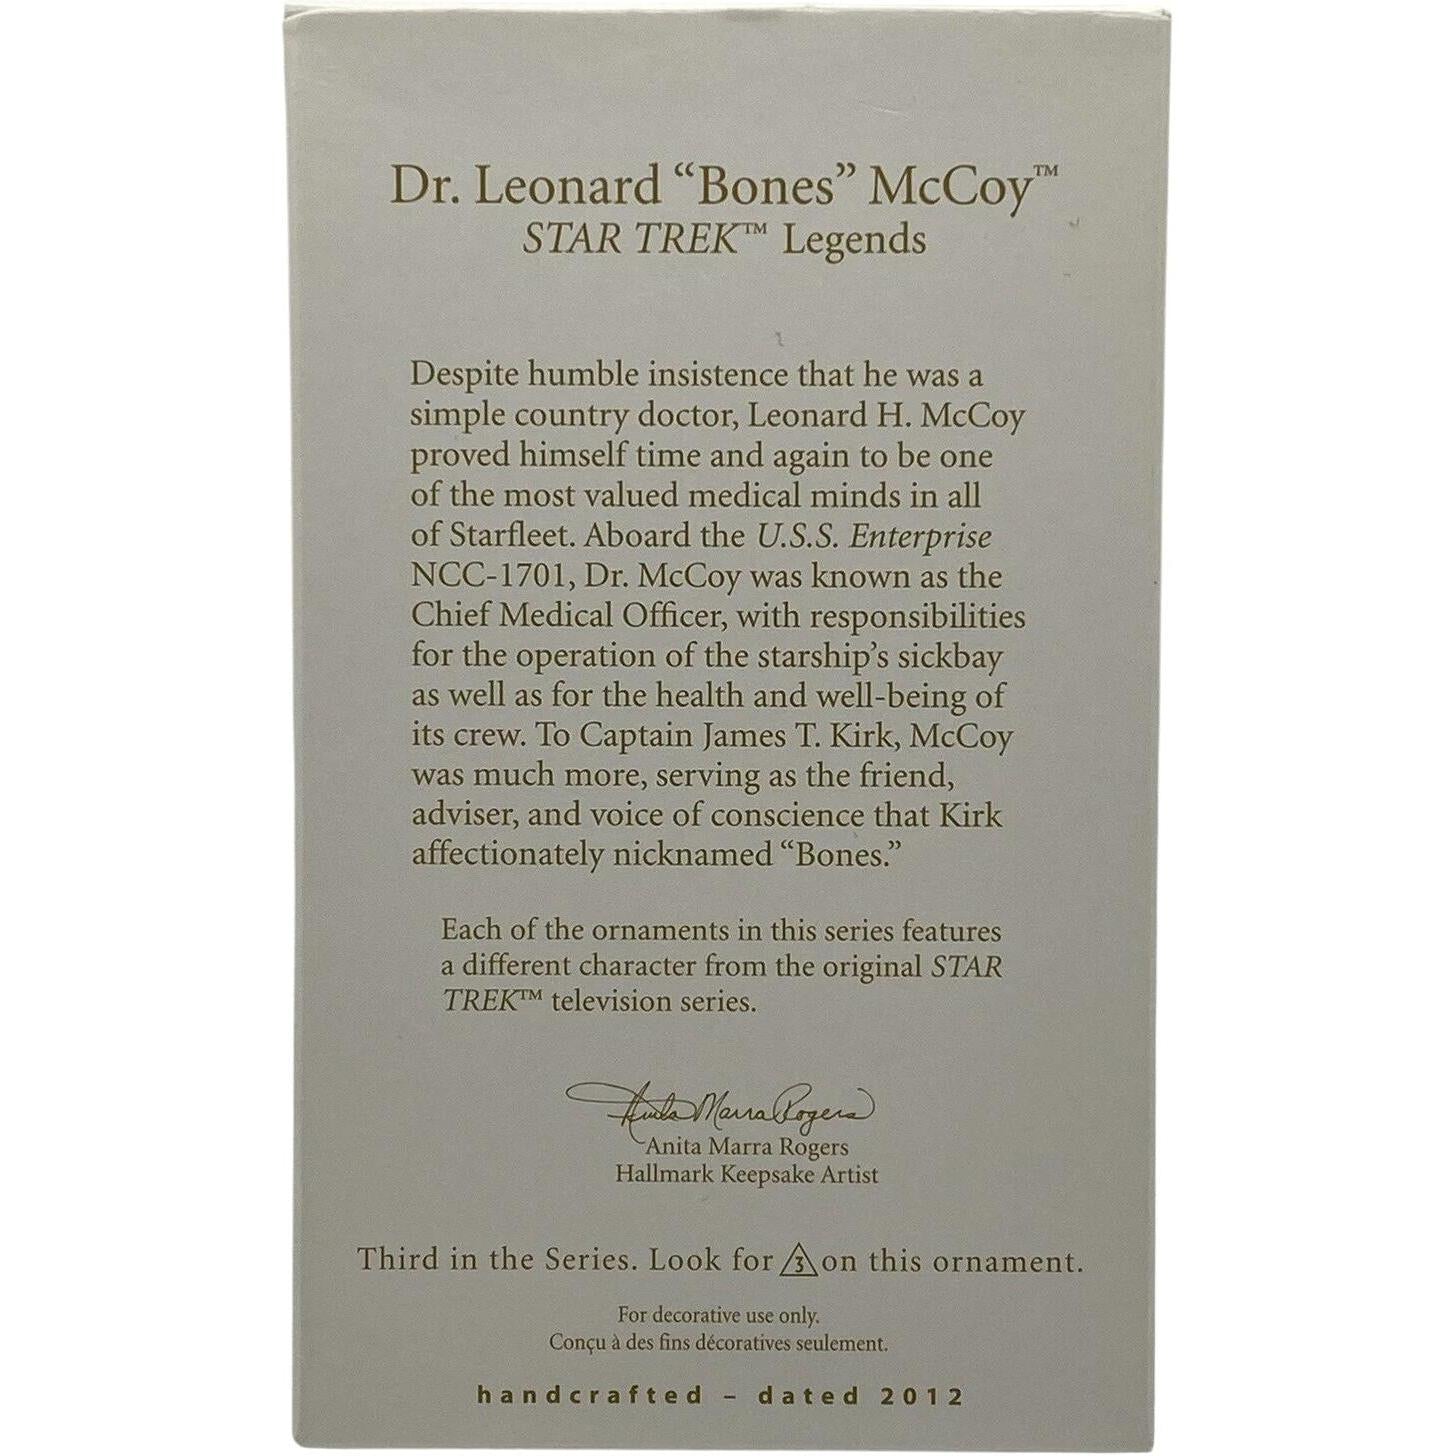 Dr. Leonard “Bones” McCoy™
STAR TREK™ Legends
Despite humble insistence that he was a
simple country doctor, Leonard H. McCoy
proved himself time and again to be one
of the most valued medical minds in all
of Starfleet. Aboard the U.S.S. Enterprise
NCC-1701, Dr. McCoy was known as the
Chief Medical Officer, with responsibilities
for the operation of the starship’s sickbay
as well as for the health and well-being of
its crew. To Captain James T. Kirk, McCoy
was much more, serving as the friend,
adviser, and voice of conscience that Kirk
affectionately nicknamed “Bones.”
Each of the ornaments in this series features
a different character from the original STAR
TREK™ television series.
Anita Marra Rogers
Anita Marra Rogers
Hallmark Keepsake Artist
Third in the Series. Look for 3 on this ornament.
For decorative use only.
Conçu à des fins décoratives seulement.
handcrafted – dated 2012